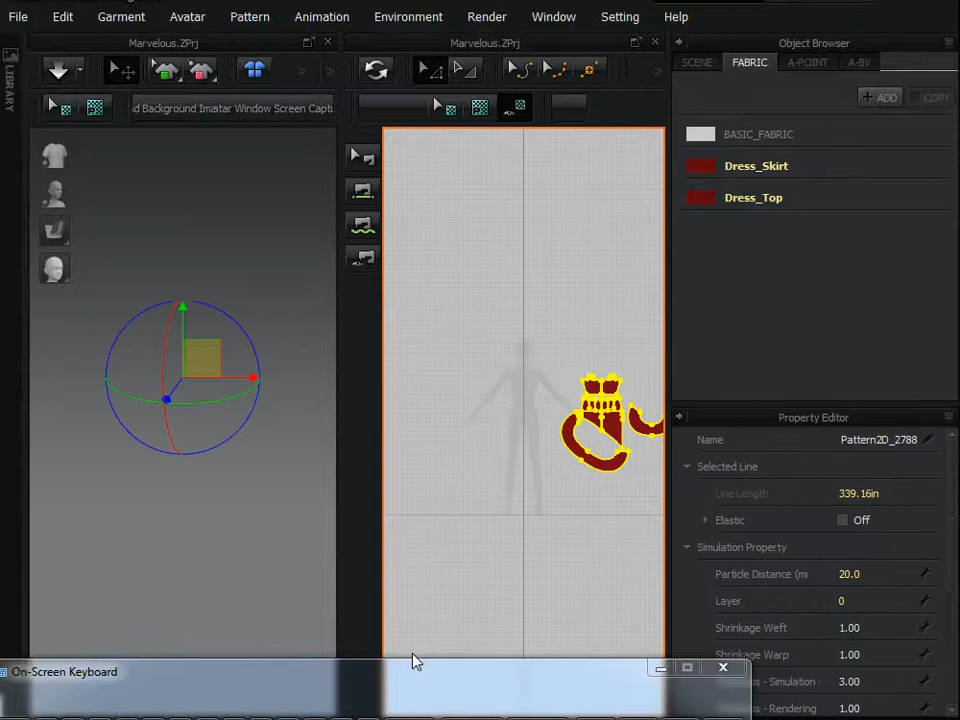 File Edit Garment Avatar Pattern Animation Environment Render Window Setting Help
Marvelous.ZPrj
Marvelous.ZPrj
Object Browser
LIBRARY
SCENE FABRIC A-POINT A-BV
d Background Imaatar Window Screen Captu
ADD COPY
BASIC_FABRIC
Dress_Skirt
Dress_Top
Property Editor
Name Pattern2D_2788
Selected Line
Line Length 339.16in
Elastic Off
Simulation Property
Particle Distance (mi 20.0
Layer 0
Shrinkage Weft 1.00
Shrinkage Warp 1.00
- Simulation 3.00
- Rendering 1.00
On-Screen Keyboard